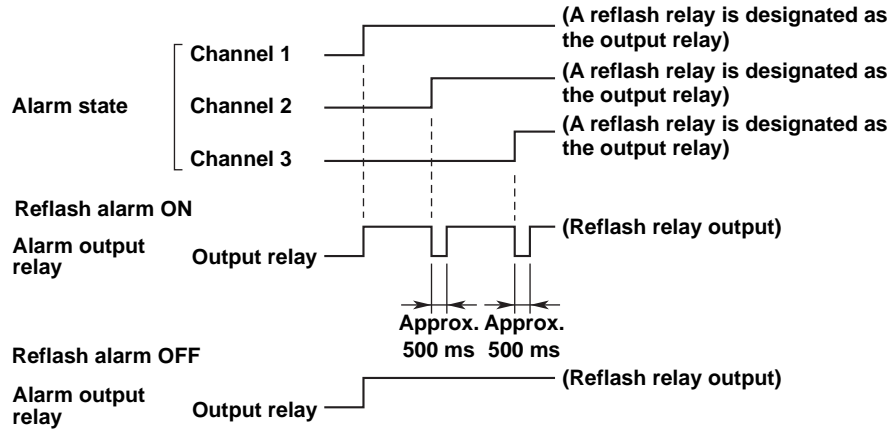 (A reflash relay is designated as
the output relay)
Channel 1
(A reflash relay is designated as
the output relay)
Alarm state
Channel 2
(A reflash relay is designated as
the output relay)
Channel 3
Reflash alarm ON
(Reflash relay output)
Alarm output
relay
Output relay
Approx. Approx.
500 ms 500 ms
Reflash alarm OFF
(Reflash relay output)
Alarm output
relay
Output relay